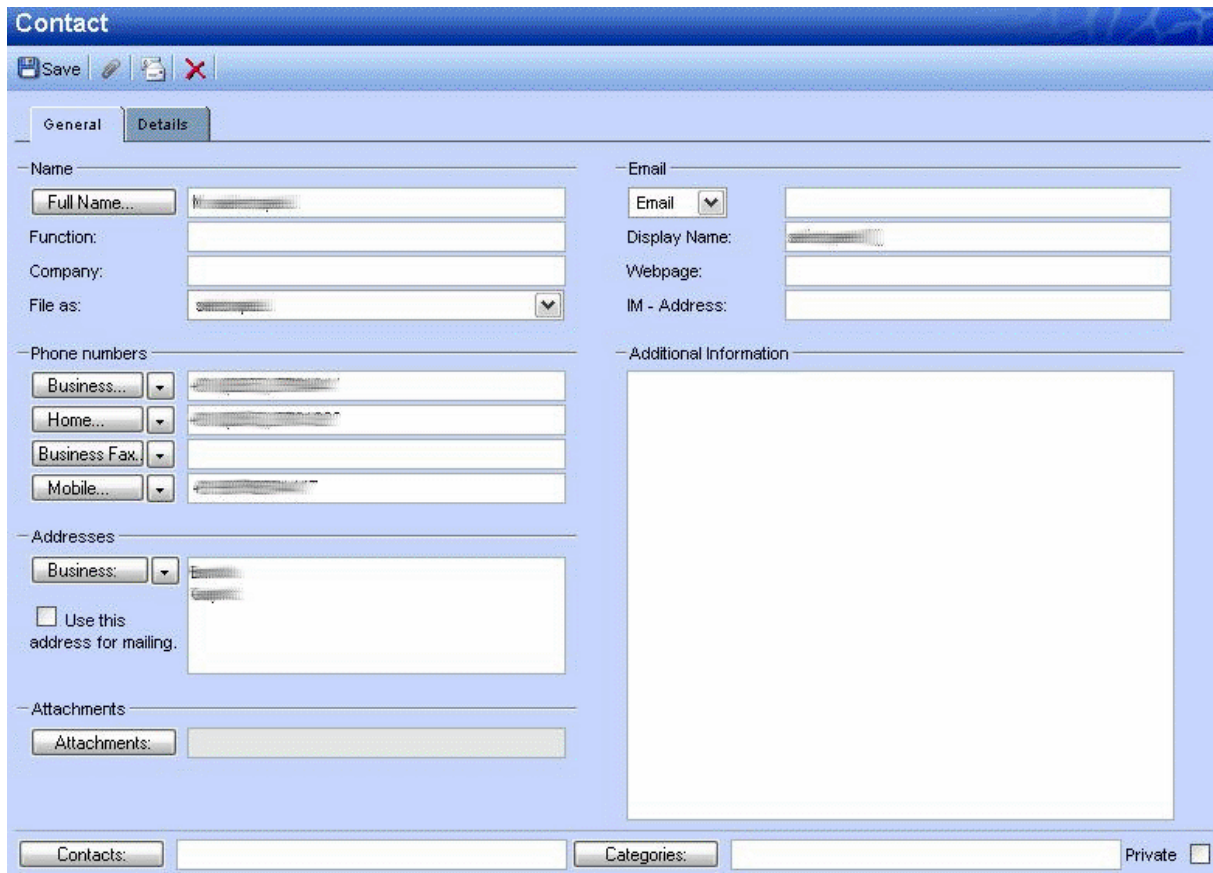 Contact
Save
General Details
Name
Full Name...
Function:
Company:
File as:
Phone numbers
Business...
Home...
Business Fax..
Mobile...
Addresses
Business:
Use this
address for mailing.
Attachments
Attachments:
Email
Email
Display Name:
Webpage:
IM - Address:
Additional Information
Contacts:
Categories:
Private